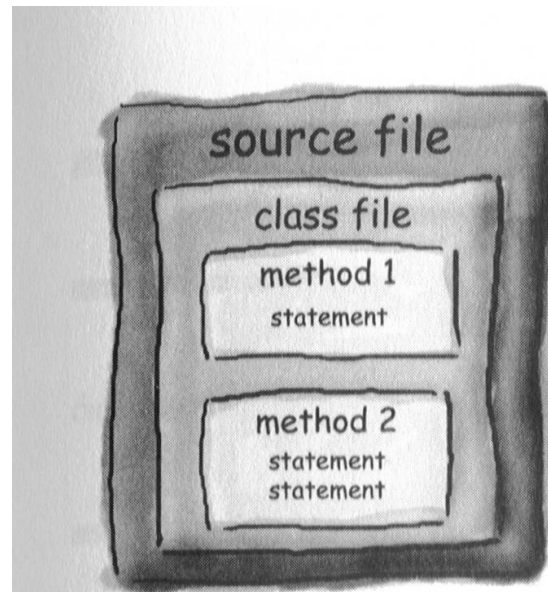 source file
class file
method 1
statement
method 2
statement
statement